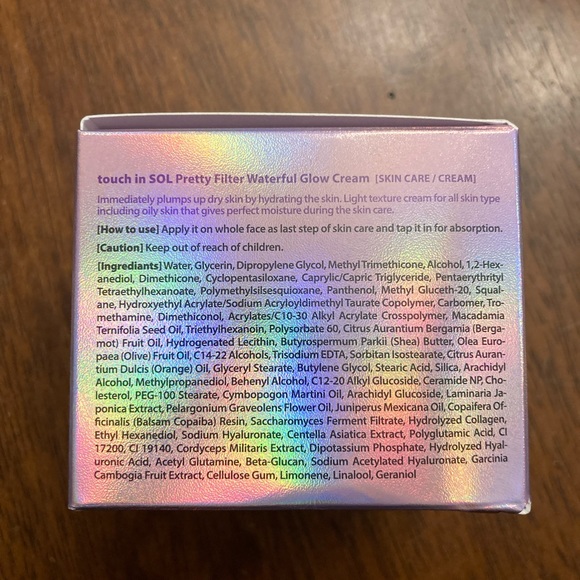 touch in SOL Pretty Filter Waterful Glow Cream [SKIN CARE / CREAM]
Immediately plumps up dry skin by hydrating the skin. Light texture cream for all skin type
including oily skin that gives perfect moisture during the skin care.
[How to use] Apply it on whole face as last step of skin care and tap it in for absorption.
[Caution] Keep out of reach of children.
[Ingrediants] Water, Glycerin, Dipropylene Glycol, Methyl Trimethicone, Alcohol, 1,2-Hex-
anediol, Dimethicone, Cyclopentasiloxane, Caprylic/Capric Triglyceride, Pentaerythrityl
Tetraethylhexanoate, Polymethylsilsesquioxane, Panthenol, Methyl Gluceth-20, Squal-
ane, Hydroxyethyl Acrylate/Sodium Acryloyldimethyl Taurate Copolymer, Carbomer, Tro-
methamine, Dimethiconol, Acrylates/C10-30 Alkyl Acrylate Crosspolymer, Macadamia
Ternifolia Seed Oil, Triethylhexanoin, Polysorbate 60, Citrus Aurantium Bergamia (Berga-
mot) Fruit Oil, Hydrogenated Lecithin, Butyrospermum Parkii (Shea) Butter, Olea Euro-
paea (Olive) Fruit Oil, C14-22 Alcohols, Trisodium EDTA, Sorbitan Isostearate, Citrus Auran-
tium Dulcis (Orange) Oil, Glyceryl Stearate, Butylene Glycol, Stearic Acid, Silica, Arachidyl
Alcohol, Methylpropanediol, Behenyl Alcohol, C12-20 Alkyl Glucoside, Ceramide NP, Cho-
lesterol, PEG-100 Stearate, Cymbopogon Martini Oil, Arachidyl Glucoside, Laminaria Ja-
ponica Extract, Pelargonium Graveolens Flower Oil, Juniperus Mexicana Oil, Copaifera Of-
ficinalis (Balsam Copaiba) Resin, Saccharomyces Ferment Filtrate, Hydrolyzed Collagen,
Ethyl Hexanediol, Sodium Hyaluronate, Centella Asiatica Extract, Polyglutamic Acid, CI
17200, CI 19140, Cordyceps Militaris Extract, Dipotassium Phosphate, Hydrolyzed Hyal-
uronic Acid, Acetyl Glutamine, Beta-Glucan, Sodium Acetylated Hyaluronate, Garcinia
Cambogia Fruit Extract, Cellulose Gum, Limonene, Linalool, Geraniol